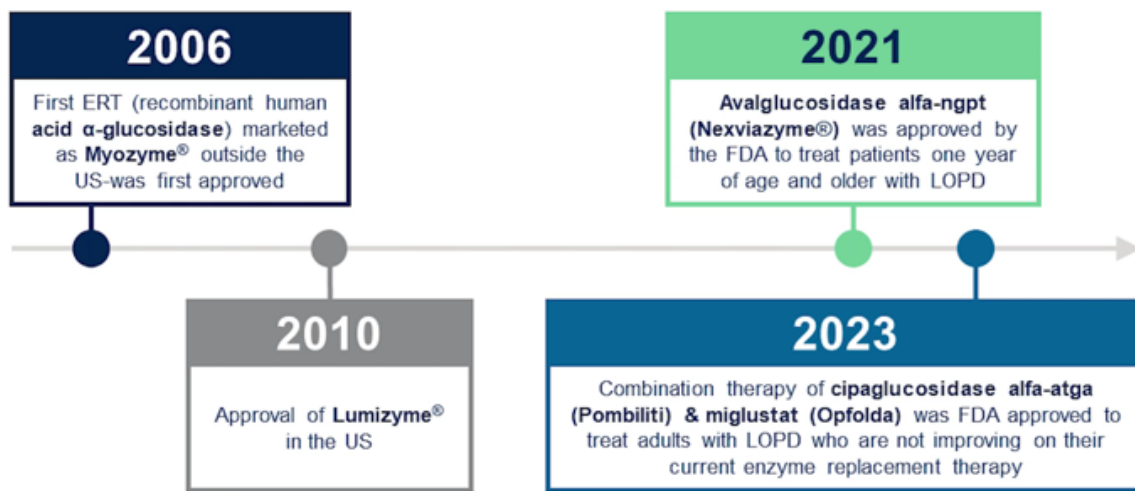 2006
First ERT (recombinant human
acid α-glucosidase) marketed
as Myozyme® outside the
US-was first approved
2010
Approval of Lumizyme®
in the US
2021
Avalglucosidase alfa-ngpt
(Nexviazyme®) was approved by
the FDA to treat patients one year
of age and older with LOPD
2023
Combination therapy of cipaglucosidase alfa-atga
(Pombiliti) & miglustat (Opfolda) was FDA approved to
treat adults with LOPD who are not improving on their
current enzyme replacement therapy